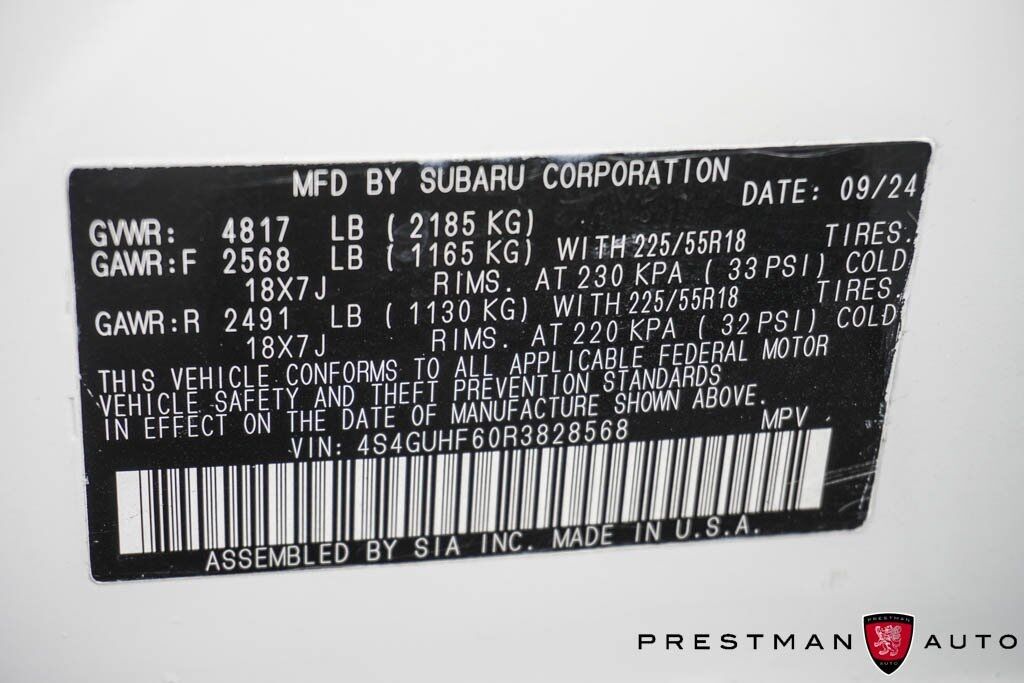 MFD BY SUBARU CORPORATION DATE: 09/24
GVWR: 4817 LB ( 2185 KG)
GAWR:F 2568 LB ( 1165 KG) WITH 225/55R18 TIRES.
18X7J RIMS. AT 230 KPA ( 33 PSI) COLD
GAWR:R 2491 LB ( 1130 KG) WITH 225/55R18 TIRES.
18X7J RIMS. AT 220 KPA ( 32 PSI) COLD
THIS VEHICLE CONFORMS TO ALL APPLICABLE FEDERAL MOTOR
VEHICLE SAFETY AND THEFT PREVENTION STANDARDS
IN EFFECT ON THE DATE OF MANUFACTURE SHOWN ABOVE.
VIN: 4S4GUHF60R3828568 MPV
ASSEMBLED BY SIA INC. MADE IN U.S.A.
PRESTMAN PRESTMAN AUTO AUTO